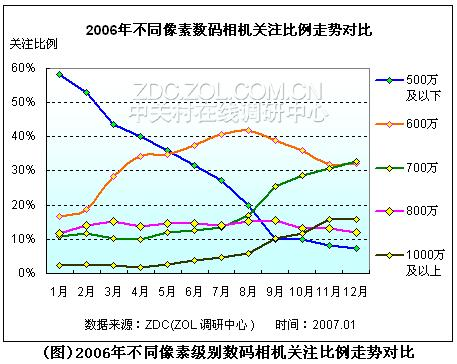 2006年不同像素数码相机关注比例走势对比
关注比例
ZDC.ZOL.COM.CN
中关村在线调研中心
60%
50%
40%
30%
20%
10%
0%
1月 2月 3月 4月 5月 6月 7月 8月 9月 10月 11月 12月
500万
及以下
600万
700万
800万
1000万
及以上
数据来源：ZDC(ZOL调研中心) 时间：2007.01
(图)2006年不同像素级别数码相机关注比例走势对比